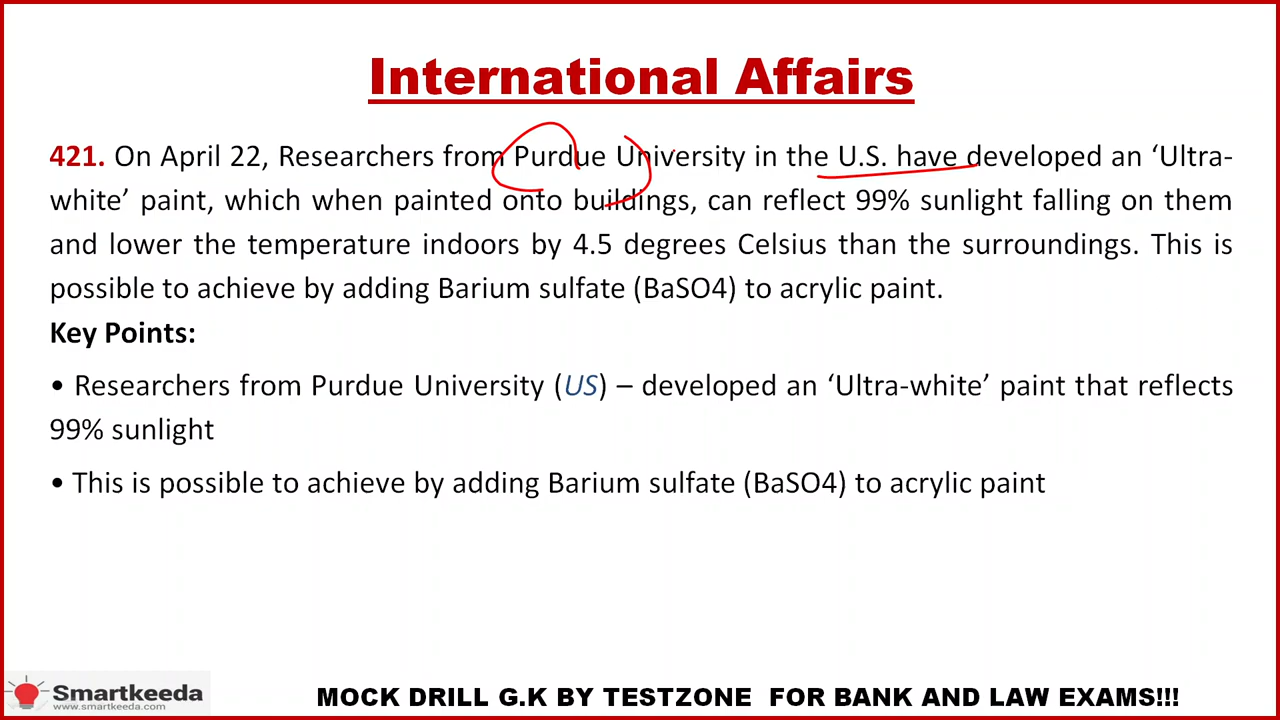 International Affairs
421. On April 22, Researchers from Purdue University in the U.S. have developed an ‘Ultra-
white’ paint, which when painted onto buildings, can reflect 99% sunlight falling on them
and lower the temperature indoors by 4.5 degrees Celsius than the surroundings. This is
possible to achieve by adding Barium sulfate (BaSO4) to acrylic paint.
Key Points:
• Researchers from Purdue University (US) – developed an ‘Ultra-white’ paint that reflects
99% sunlight
• This is possible to achieve by adding Barium sulfate (BaSO4) to acrylic paint
Smartkeeda
www.smartkeeda.com
MOCK DRILL G.K BY TESTZONE FOR BANK AND LAW EXAMS!!!